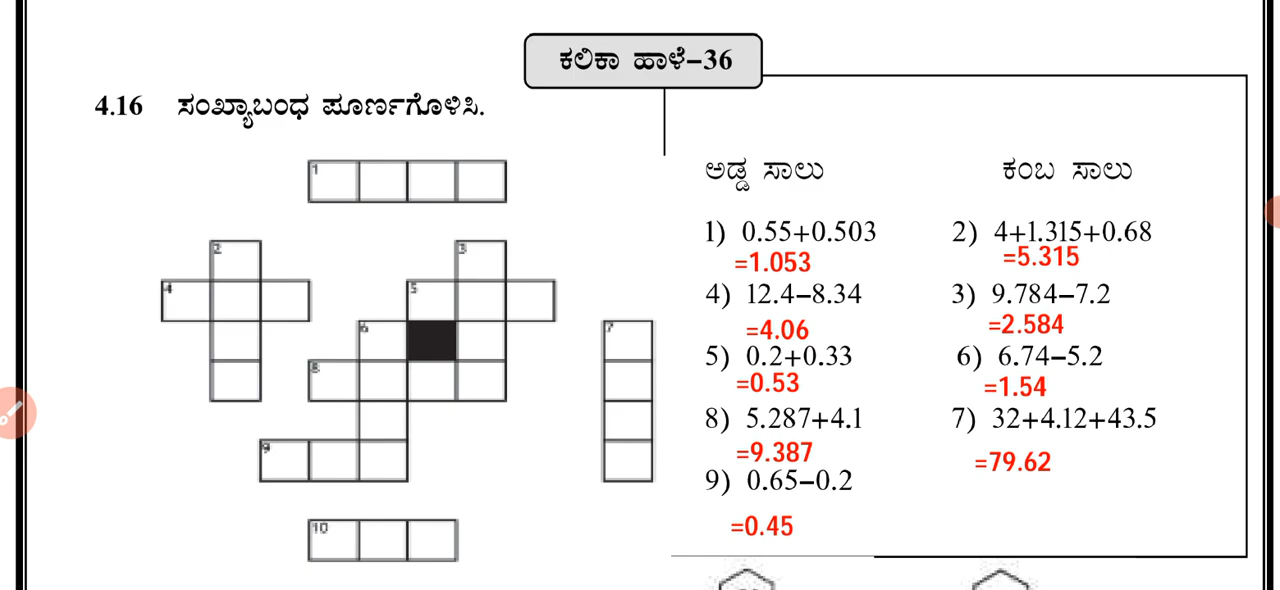 ಕಲಿಕಾ ಹಾಳೆ-36
4.16 ಸಂಖ್ಯಾಬಂಧ ಪೂರ್ಣಗೊಳಿಸಿ.
1
2
3
4
5
6
7
8
9
10
ಅಡ್ಡ ಸಾಲು ಕಂಬ ಸಾಲು
1) 0.55+0.503 2) 4+1.315+0.68
=1.053 =5.315
4) 12.4-8.34 3) 9.784-7.2
=4.06 =2.584
5) 0.2+0.33 6) 6.74-5.2
=0.53 =1.54
8) 5.287+4.1 7) 32+4.12+43.5
=9.387 =79.62
9) 0.65-0.2
=0.45